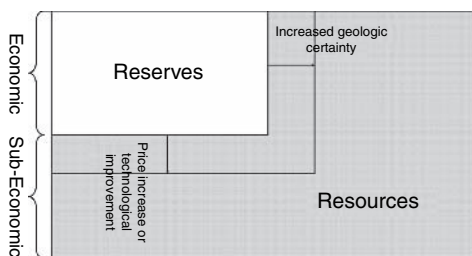 Economic
Sub-Economic
Reserves
Increased geologic
certainty
Price increase or
technological
improvement
Resources